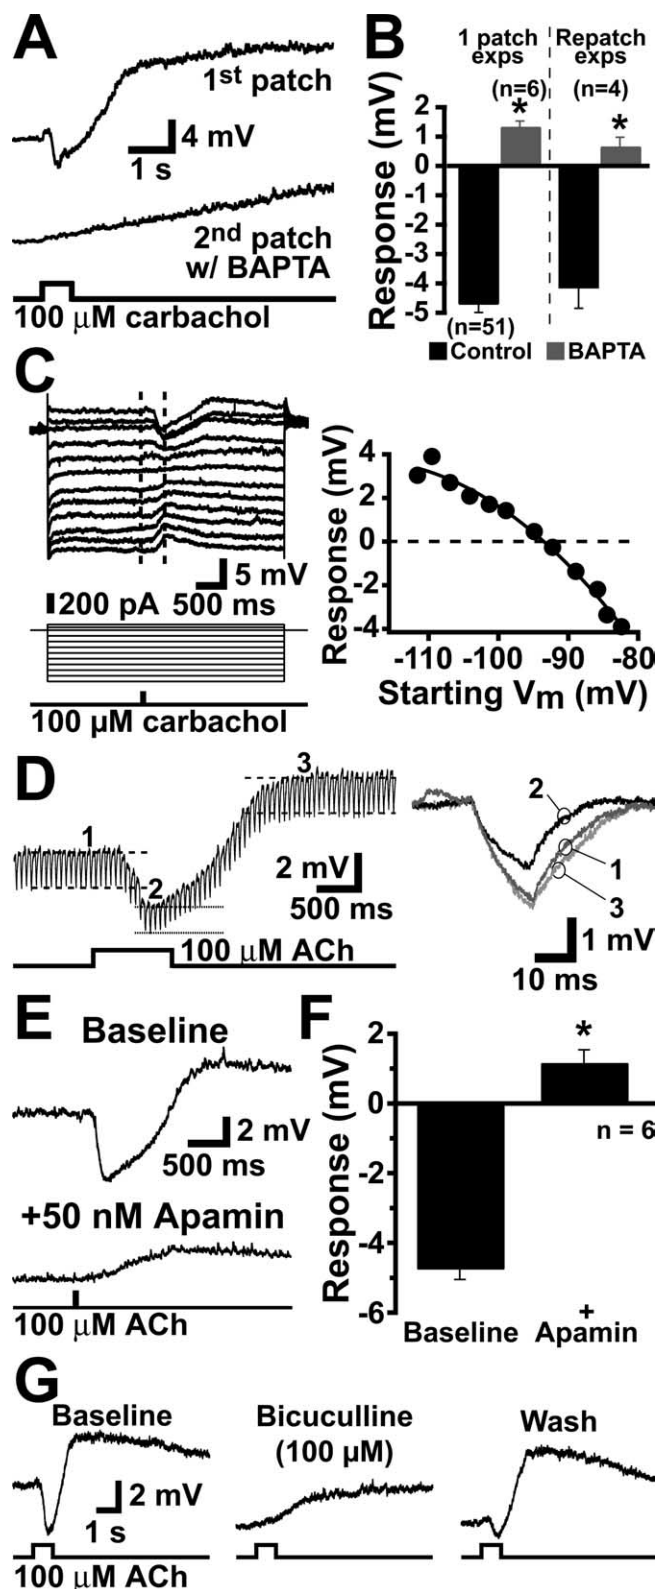 A
1st patch
4 mV
1 s
2nd patch
w/ BAPTA
100 µM carbachol
B
1 patch
exps
Repatch
exps
(n=6)
(n=4)
*
*
Response (mV)
2
1
0
-1
-2
-3
-4
-5
(n=51)
Control
BAPTA
C
5 mV
200 pA
500 ms
100 µM carbachol
Response (mV)
4
2
0
-2
-4
-110
-100
-90
-80
Starting Vm (mV)
D
1
2
3
2 mV
500 ms
100 µM ACh
2
1
3
1 mV
10 ms
E
Baseline
2 mV
500 ms
+50 nM Apamin
100 µM ACh
F
Response (mV)
2
0
-2
-4
-6
*
n = 6
Baseline
+
Apamin
G
Baseline
2 mV
1 s
100 µM ACh
Bicuculline
(100 µM)
Wash